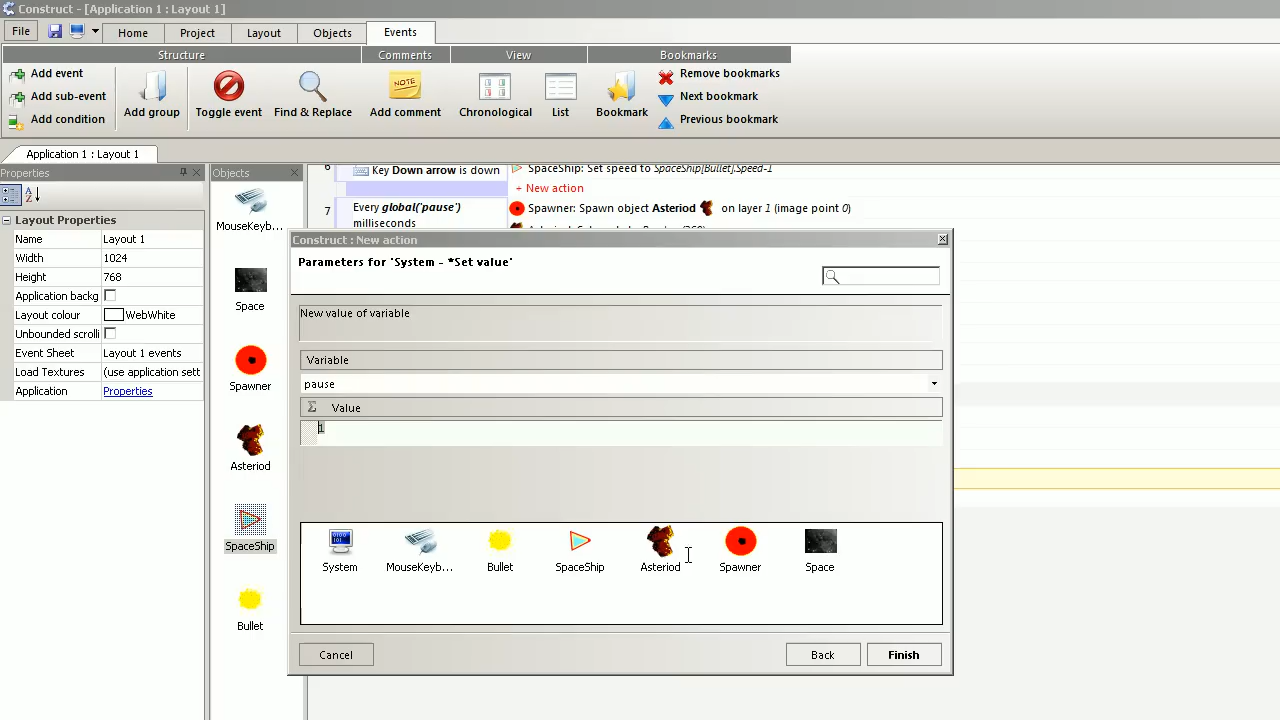 Construct - [Application 1 : Layout 1]
File Home Project Layout Objects Events
Structure Comments View Bookmarks
Add event
Add sub-event
Add condition
Add group
Toggle event
Find & Replace
NOTE
Add comment
Chronological
List
Bookmark
Remove bookmarks
Next bookmark
Previous bookmark
Application 1 : Layout 1
Properties
Layout Properties
Name Layout 1
Width 1024
Height 768
Application backg
Layout colour WebWhite
Unbounded scrolli
Event Sheet Layout 1 events
Load Textures (use application sett
Application Properties
Objects
MouseKeyb...
Space
Spawner
Asteriod
SpaceShip
Bullet
6 Key Down arrow is down SpaceShip: Set speed to SpaceShip[Bullet].Speed-1
+ New action
7 Every global('pause') milliseconds
Spawner: Spawn object Asteriod on layer 1 (image point 0)
Construct : New action
Parameters for 'System - *Set value'
New value of variable
Variable
pause
Value
1
System MouseKeyb... Bullet SpaceShip Asteriod Spawner Space
Cancel Back Finish